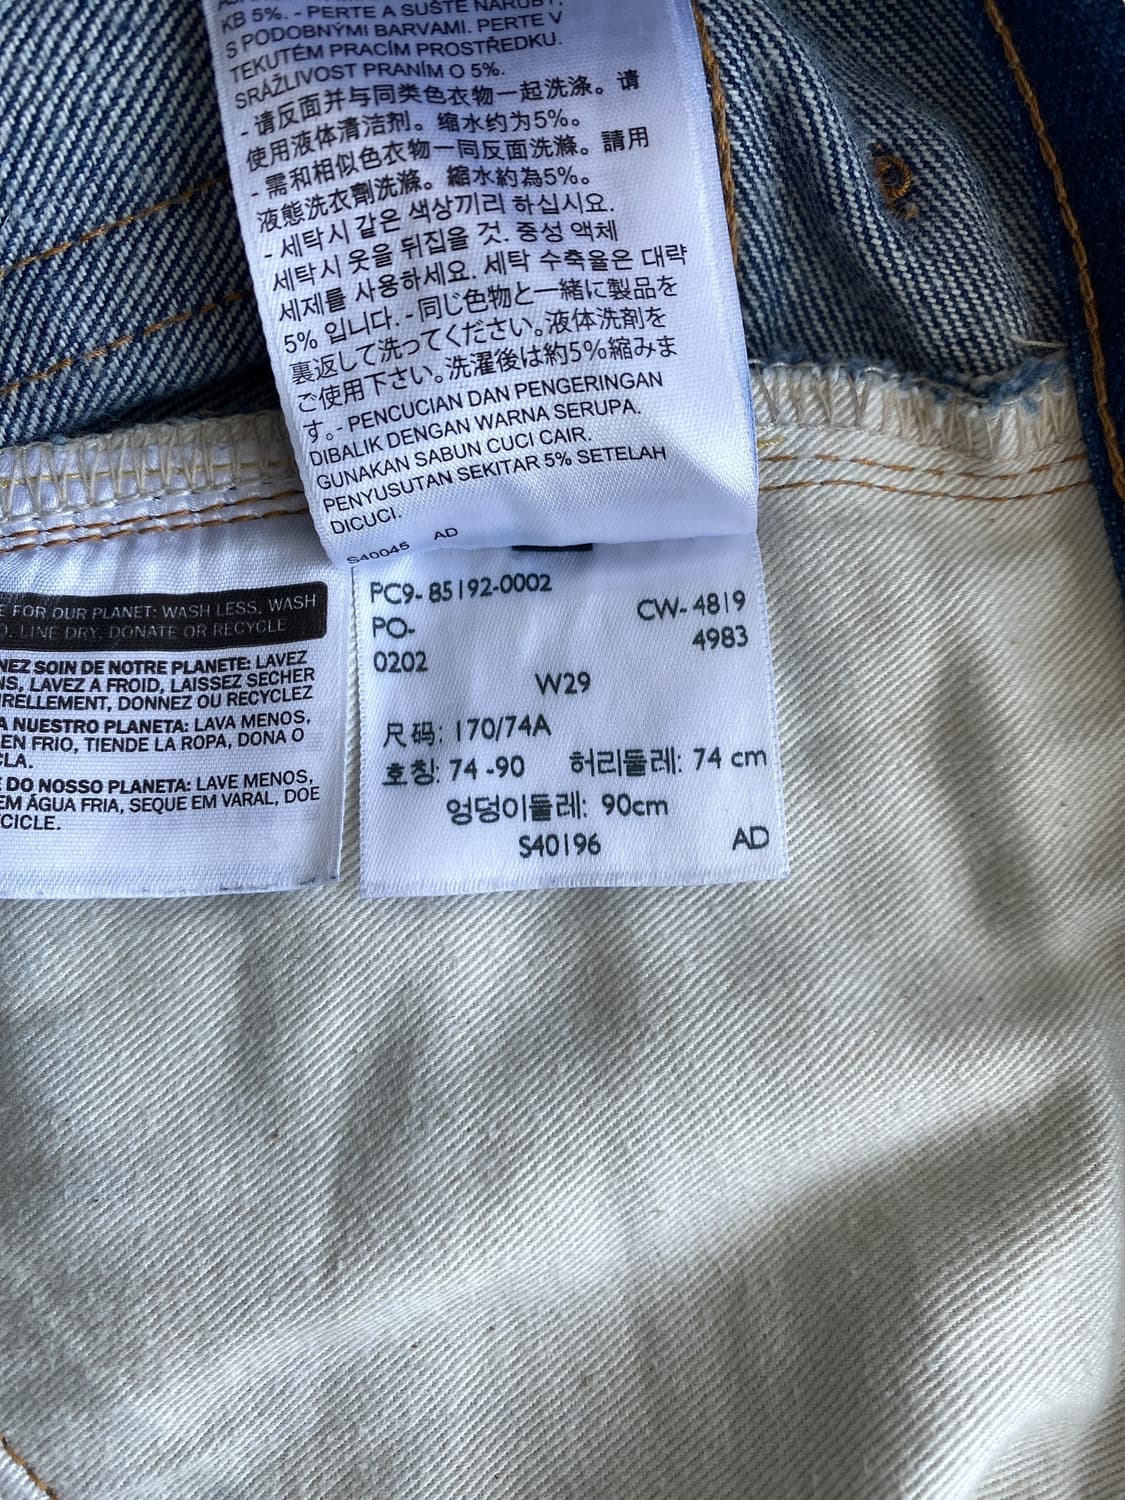 KB 5%. - PERTE A SUŠTE NARUBY,
S PODOBNÝMI BARVAMI. PERTE V
TEKUTÉM PRACÍM PROSTŘEDKU.
SRÁŽLIVOST PRANÍM O 5%.
- 请反面并与同类色衣物一起洗涤。请
使用液体清洁剂。缩水约为5%。
- 需和相似色衣物一同反面洗滌。請用
液態洗衣劑洗滌。縮水約為5%。
- 세탁시 같은 색상끼리 하십시요.
세탁시 옷을 뒤집을 것. 중성 액체
세제를 사용하세요. 세탁 수축율은 대략
5% 입니다. - 同じ色物と一緒に製品を
裏返して洗ってください。液体洗剤を
ご使用下さい。洗濯後は約5%縮みま
す。- PENCUCIAN DAN PENGERINGAN
DIBALIK DENGAN WARNA SERUPA.
GUNAKAN SABUN CUCI CAIR.
PENYUSUTAN SEKITAR 5% SETELAH
DICUCI.
S40045 AD
FOR OUR PLANET: WASH LESS, WASH
LINE DRY, DONATE OR RECYCLE
SOIN DE NOTRE PLANETE: LAVEZ
LAVEZ A FROID, LAISSEZ SECHER
DONNEZ OU RECYCLEZ
A NUESTRO PLANETA: LAVA MENOS,
EN FRIO, TIENDE LA ROPA, DONA O
DO NOSSO PLANETA: LAVE MENOS,
EM ÁGUA FRIA, SEQUE EM VARAL, DOE
PC9- 85192-0002
PO-
CW- 4819
0202
4983
W29
尺码: 170/74A
호칭: 74 -90 허리둘레: 74 cm
엉덩이둘레: 90cm
S40196 AD